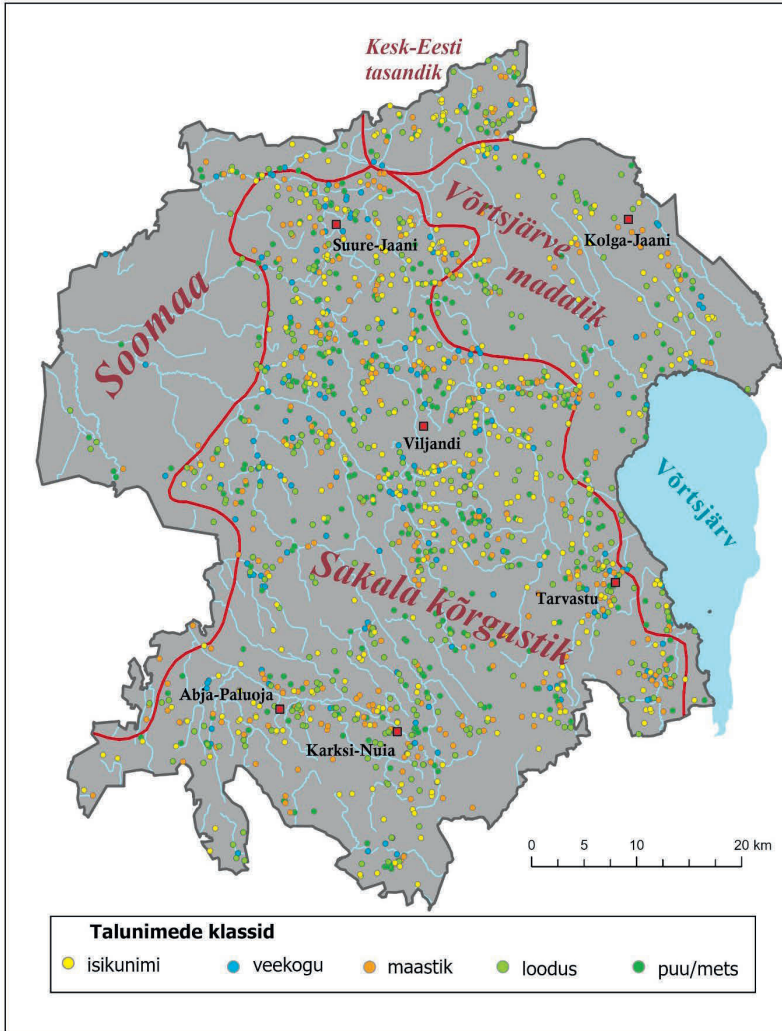 Kesk-Eesti
tasandik
Võrtsjärve
madalik
Kolga-Jaani
Suure-Jaani
Soomaa
Viljandi
Võrtsjärv
Sakala kõrgustik
Tarvastu
Abja-Paluoja
Karksi-Nuia
0 5 10 20 km
Talunimede klassid
isikunimi veekogu maastik loodus puu/mets